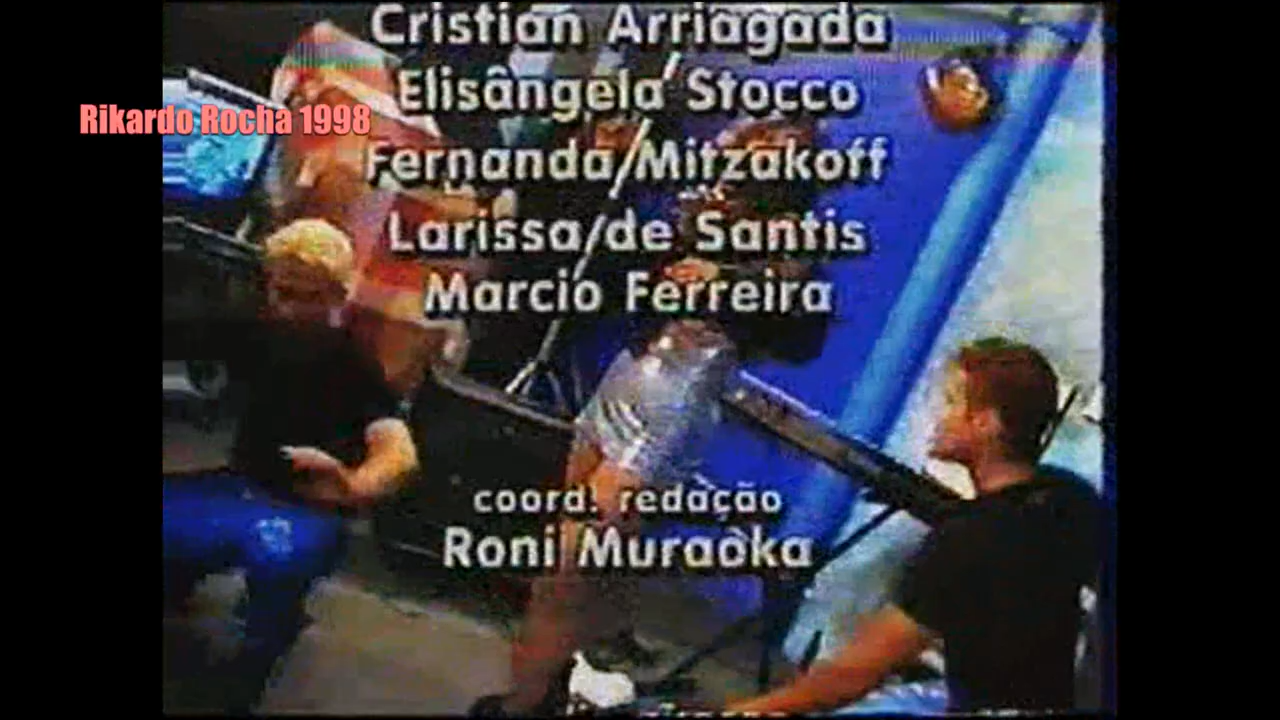 Cristian Arriagada
Elisângela Stocco
Rikardo Rocha 1998
Fernanda Mitzakoff
Larissa de Santis
Marcio Ferreira
coord. redação
Roni Muraoka